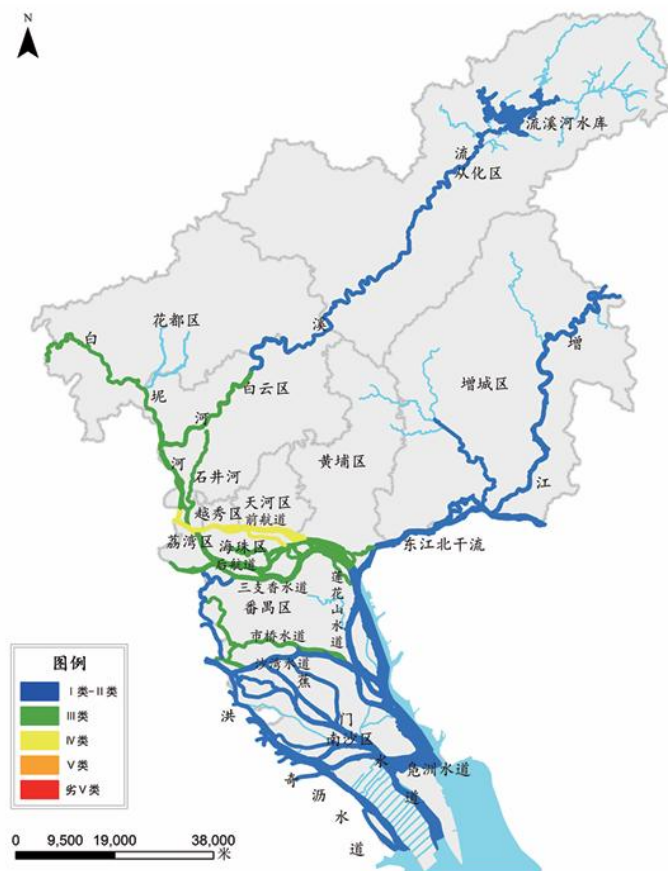 N
流溪河水库
流
从化区
花都区
溪
白
增
坭
白云区
增城区
河
河
石井河
黄埔区
江
越秀区
天河区
前航道
荔湾区
海珠区
后航道
东江北干流
三支香水道
莲花山水道
番禺区
市桥水道
沙湾水道
蕉
洪
门
南沙区
水
凫洲水道
奇
道
沥
水
道
图例
Ⅰ类-Ⅱ类
Ⅲ类
Ⅳ类
Ⅴ类
劣Ⅴ类
0 9,500 19,000 38,000
米